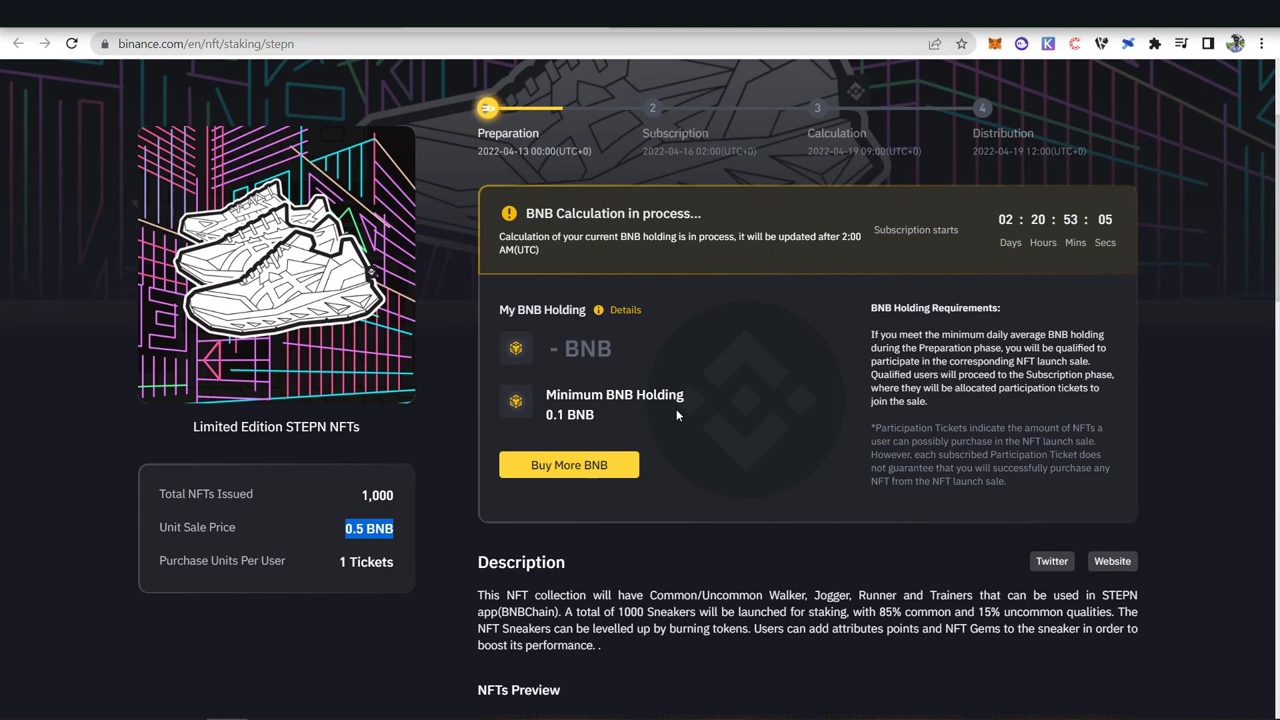 binance.com/en/nft/staking/stepn
2
3
4
Preparation
Subscription
Calculation
Distribution
2022-04-13 00:00(UTC+0)
2022-04-16 02:00(UTC+0)
2022-04-19 09:00(UTC+0)
2022-04-19 12:00(UTC+0)
BNB Calculation in process...
Calculation of your current BNB holding is in process, it will be updated after 2:00
AM(UTC)
Subscription starts
02 : 20 : 53 : 05
Days Hours Mins Secs
My BNB Holding Details
- BNB
Minimum BNB Holding
0.1 BNB
Buy More BNB
BNB Holding Requirements:
If you meet the minimum daily average BNB holding
during the Preparation phase, you will be qualified to
participate in the corresponding NFT launch sale.
Qualified users will proceed to the Subscription phase,
where they will be allocated participation tickets to
join the sale.
*Participation Tickets indicate the amount of NFTs a
user can possibly purchase in the NFT launch sale.
However, each subscribed Participation Ticket does
not guarantee that you will successfully purchase any
NFT from the NFT launch sale.
Limited Edition STEPN NFTs
Total NFTs Issued 1,000
Unit Sale Price 0.5 BNB
Purchase Units Per User 1 Tickets
Description
Twitter
Website
This NFT collection will have Common/Uncommon Walker, Jogger, Runner and Trainers that can be used in STEPN
app(BNBChain). A total of 1000 Sneakers will be launched for staking, with 85% common and 15% uncommon qualities. The
NFT Sneakers can be levelled up by burning tokens. Users can add attributes points and NFT Gems to the sneaker in order to
boost its performance. .
NFTs Preview